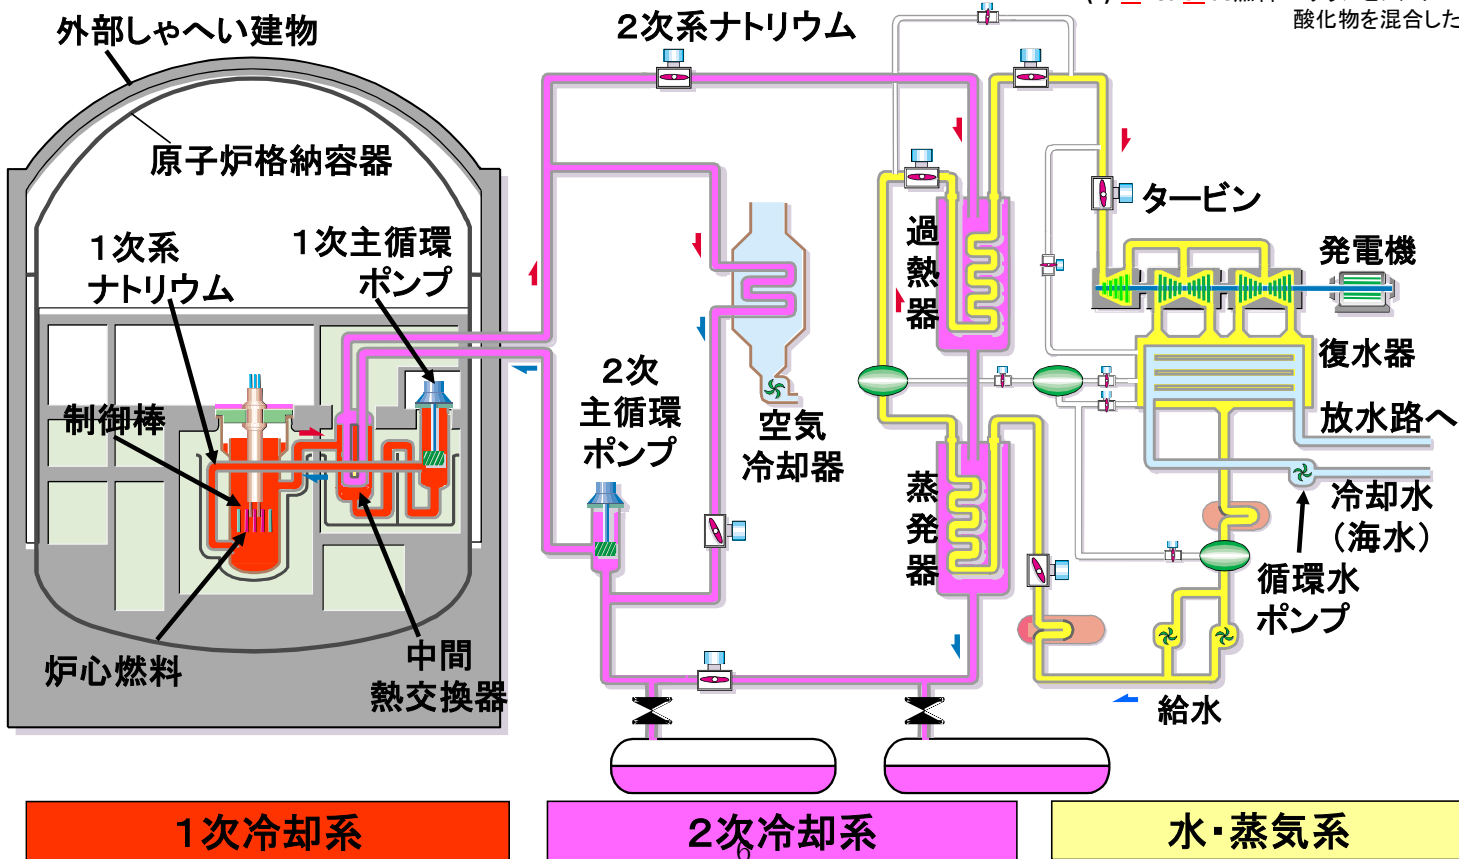 酸化物を混合した
外部しゃへい建物
2次系ナトリウム
原子炉格納容器
タービン
1次系
ナトリウム
1次主循環
ポンプ
過
熱
器
発電機
復水器
2次
主循環
ポンプ
制御棒
空気
冷却器
放水路へ
蒸
発
器
冷却水
(海水)
循環水
ポンプ
炉心燃料
中間
熱交換器
給水
1次冷却系
2次冷却系
水・蒸気系
6